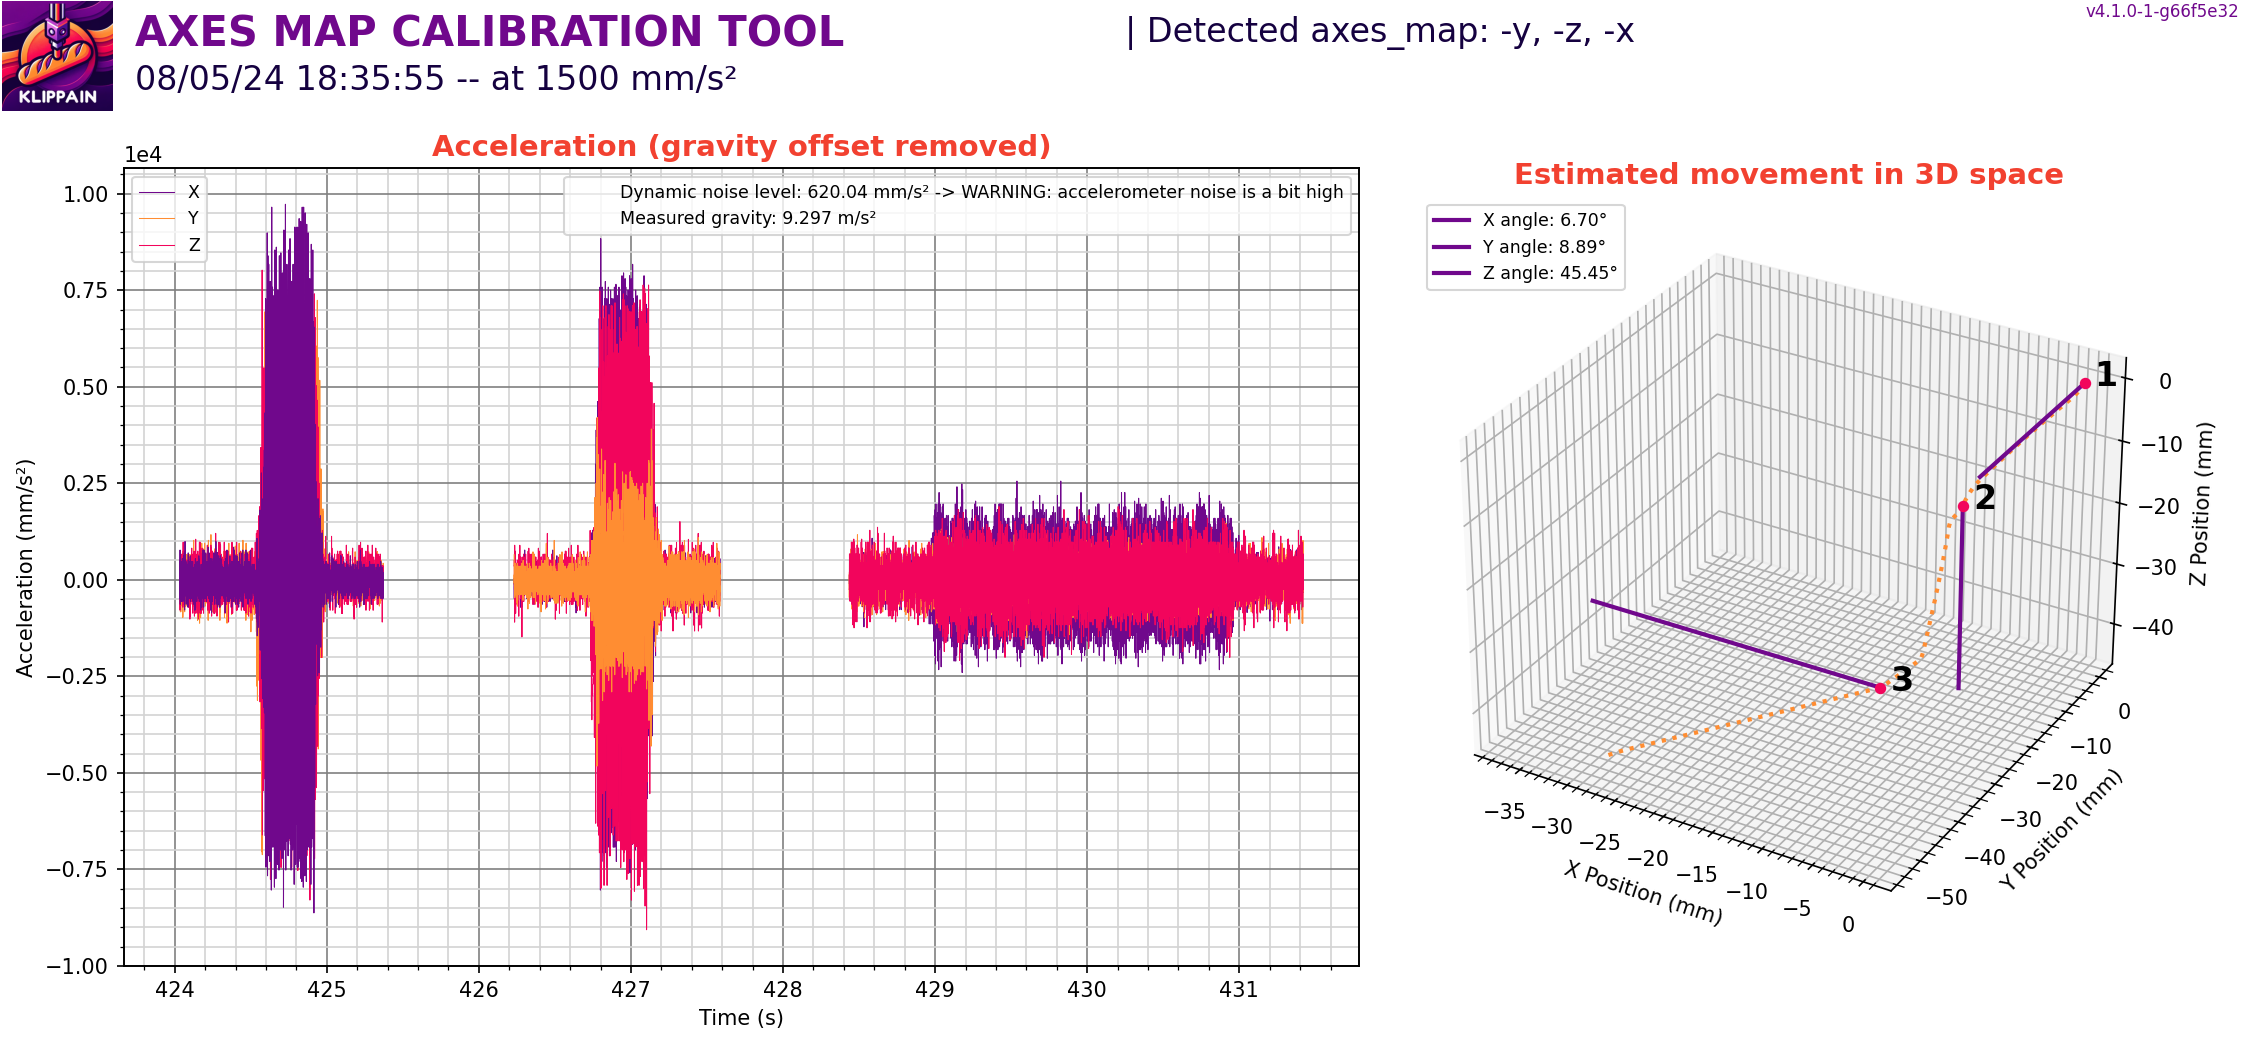 KLIPPAIN
AXES MAP CALIBRATION TOOL
| Detected axes_map: -y, -z, -x
v4.1.0-1-g66f5e32
08/05/24 18:35:55 -- at 1500 mm/s²
Acceleration (gravity offset removed)
1e4
X
Y
Z
Dynamic noise level: 620.04 mm/s² -> WARNING: accelerometer noise is a bit high
Measured gravity: 9.297 m/s²
1.00
0.75
0.50
0.25
0.00
−0.25
−0.50
−0.75
−1.00
Acceleration (mm/s²)
424 425 426 427 428 429 430 431
Time (s)
Estimated movement in 3D space
X angle: 6.70°
Y angle: 8.89°
Z angle: 45.45°
1
2
3
0
−10
−20
−30
−40
Z Position (mm)
0
−10
−20
−30
−40
−50
Y Position (mm)
−35
−30
−25
−20
−15
−10
−5
0
X Position (mm)